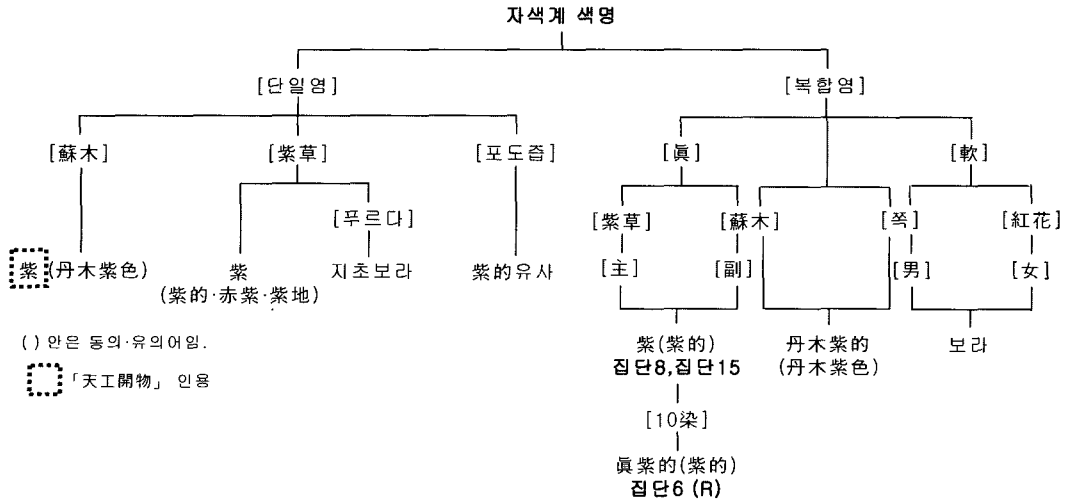 자색계 색명
[단일염] [복합염]
[蘇木] [紫草] [포도즙] [眞] [軟]
[푸르다] [紫草] [蘇木] [쪽] [紅花]
紫(丹木紫色) 紫 지초보라 紫的유사 [主] [副] [男] [女]
(紫的·赤紫·紫地)
( ) 안은 동의·유의어임.
紫(紫的) 丹木紫的 보라
집단8,집단15 (丹木紫色)
「天工開物」 인용
[10染]
眞紫的(紫的)
집단6 (R)